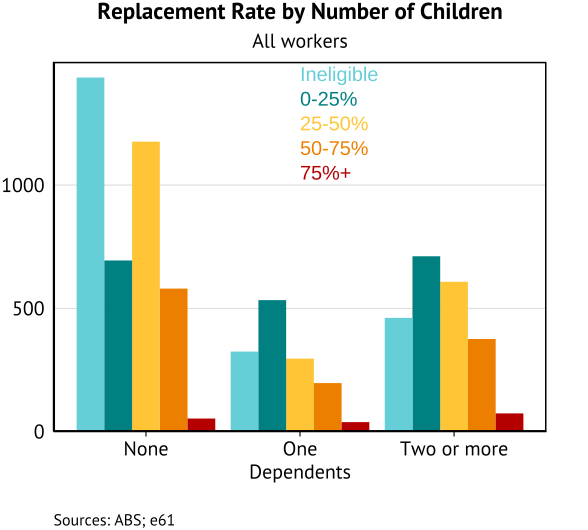 Replacement Rate by Number of Children
All workers
Ineligible
0-25%
25-50%
50-75%
75%+
1000
500
0
None
One
Two or more
Dependents
Sources: ABS; e61